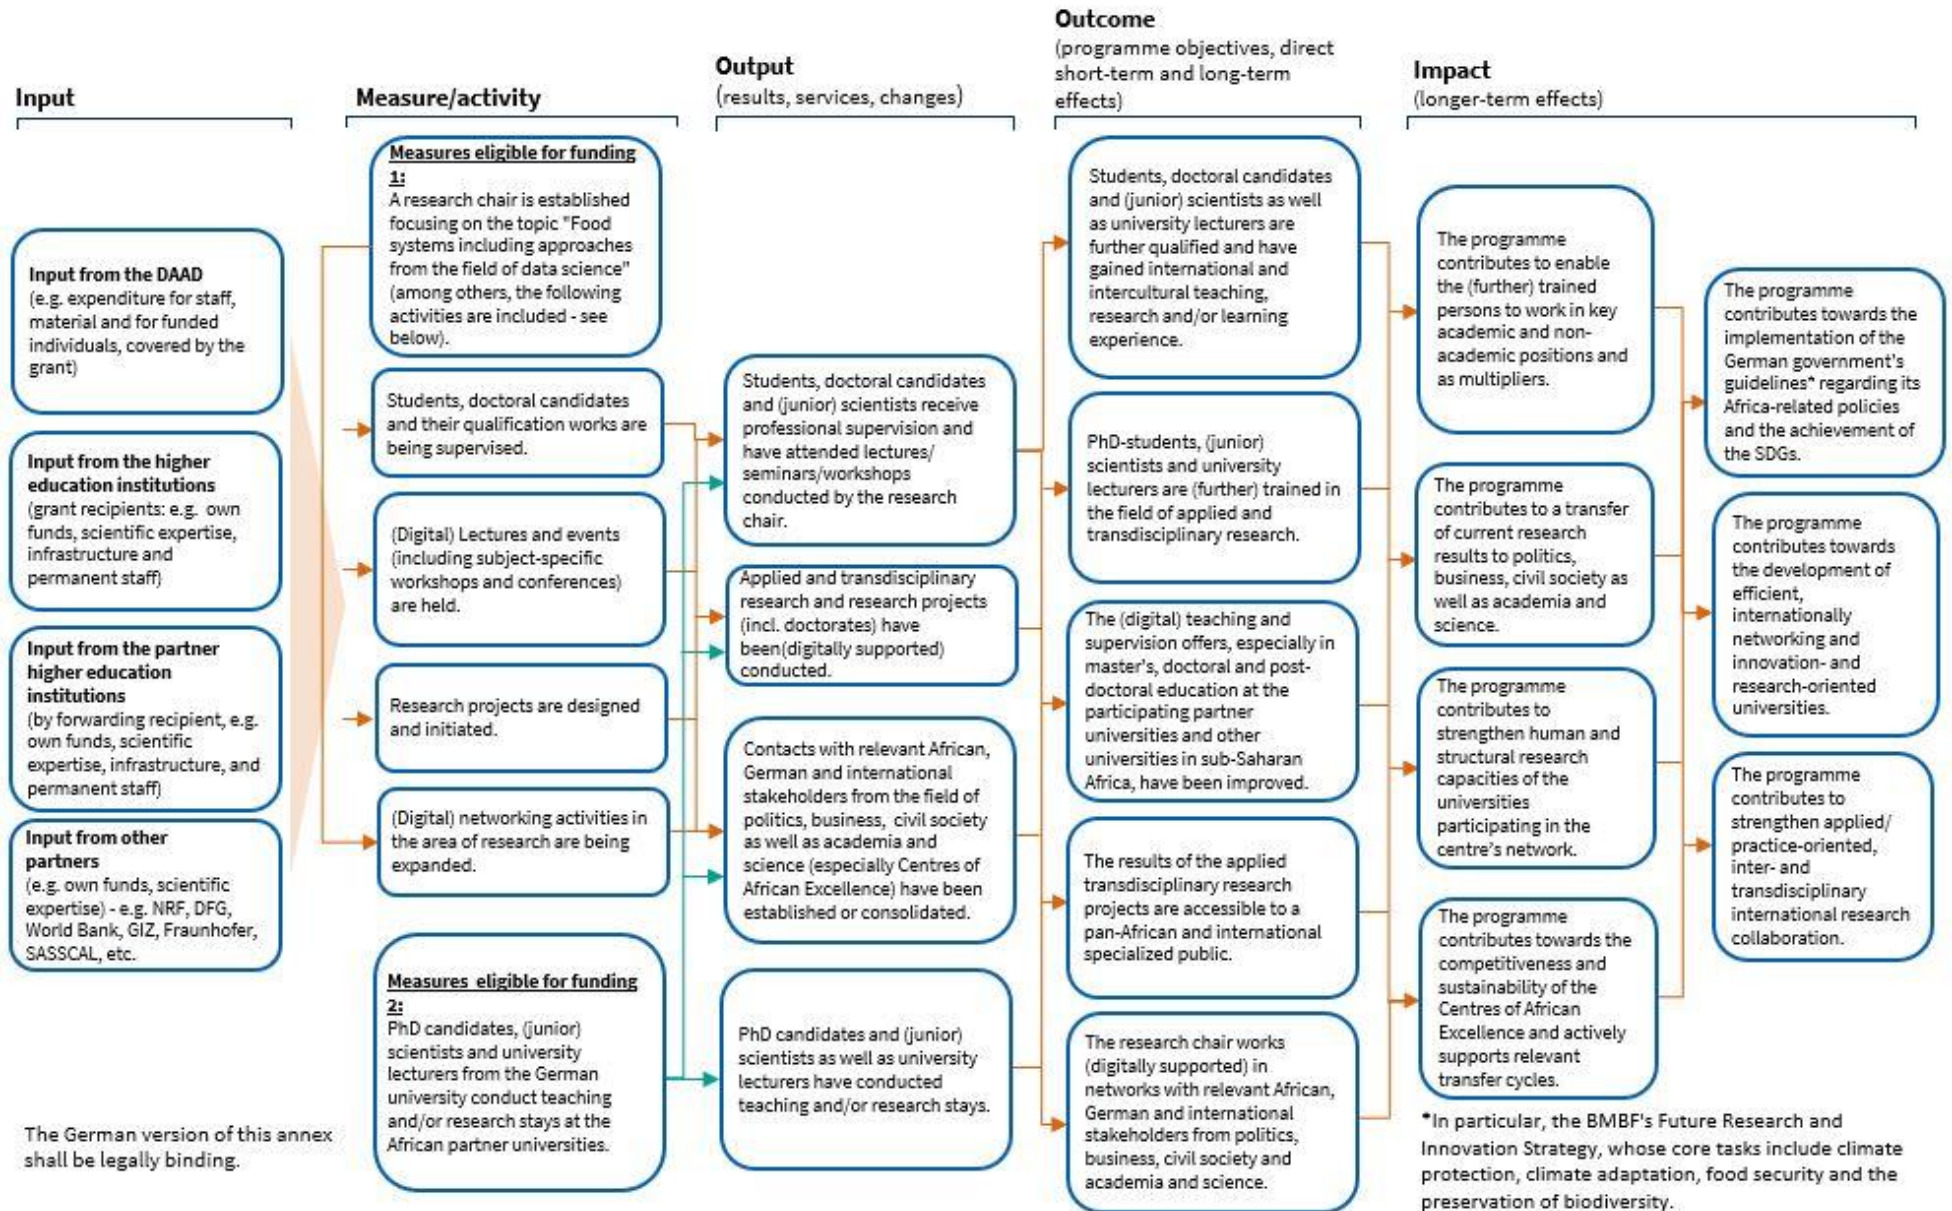 Input
Measure/activity
Output
(results, services, changes)
Outcome
(programme objectives, direct
short-term and long-term
effects)
Impact
(longer-term effects)
Input from the DAAD
(e.g. expenditure for staff,
material and for funded
individuals, covered by the
grant)
Input from the higher
education institutions
(grant recipients: e.g. own
funds, scientific expertise,
infrastructure and
permanent staff)
Input from the partner
higher education
institutions
(by forwarding recipient, e.g.
own funds, scientific
expertise, infrastructure, and
permanent staff)
Input from other
partners
(e.g. own funds, scientific
expertise) - e.g. NRF, DFG,
World Bank, GIZ, Fraunhofer,
SASSCAL, etc.
The German version of this annex
shall be legally binding.
Measures eligible for funding
1:
A research chair is established
focusing on the topic "Food
systems including approaches
from the field of data science"
(among others, the following
activities are included - see
below).
Students, doctoral candidates
and their qualification works are
being supervised.
(Digital) Lectures and events
(including subject-specific
workshops and conferences)
are held.
Research projects are designed
and initiated.
(Digital) networking activities in
the area of research are being
expanded.
Measures eligible for funding
2:
PhD candidates, (junior)
scientists and university
lecturers from the German
university conduct teaching
and/or research stays at the
African partner universities.
Students, doctoral candidates
and (junior) scientists receive
professional supervision and
have attended lectures/
seminars/workshops
conducted by the research
chair.
Applied and transdisciplinary
research and research projects
(incl. doctorates) have
been(digitally supported)
conducted.
Contacts with relevant African,
German and international
stakeholders from the field of
politics, business, civil society
as well as academia and
science (especially Centres of
African Excellence) have been
established or consolidated.
PhD candidates and (junior)
scientists as well as university
lecturers have conducted
teaching and/or research stays.
Students, doctoral candidates
and (junior) scientists as well
as university lecturers are
further qualified and have
gained international and
intercultural teaching,
research and/or learning
experience.
PhD-students, (junior)
scientists and university
lecturers are (further) trained in
the field of applied and
transdisciplinary research.
The (digital) teaching and
supervision offers, especially in
master's, doctoral and post-
doctoral education at the
participating partner
universities and other
universities in sub-Saharan
Africa, have been improved.
The results of the applied
transdisciplinary research
projects are accessible to a
pan-African and international
specialized public.
The research chair works
(digitally supported) in
networks with relevant African,
German and international
stakeholders from politics,
business, civil society and
academia and science.
The programme
contributes to enable
the (further) trained
persons to work in key
academic and non-
academic positions and
as multipliers.
The programme
contributes to a transfer
of current research
results to politics,
business, civil society as
well as academia and
science.
The programme
contributes to
strengthen human and
structural research
capacities of the
universities
participating in the
centre's network.
The programme
contributes towards the
competitiveness and
sustainability of the
Centres of African
Excellence and actively
supports relevant
transfer cycles.
The programme
contributes towards the
implementation of the
German government's
guidelines* regarding its
Africa-related policies
and the achievement of
the SDGs.
The programme
contributes towards
the development of
efficient,
internationally
networking and
innovation- and
research-oriented
universities.
The programme
contributes to
strengthen applied/
practice-oriented,
inter- and
transdisciplinary
international research
collaboration.
*In particular, the BMBF's Future Research and
Innovation Strategy, whose core tasks include climate
protection, climate adaptation, food security and the
preservation of biodiversity.